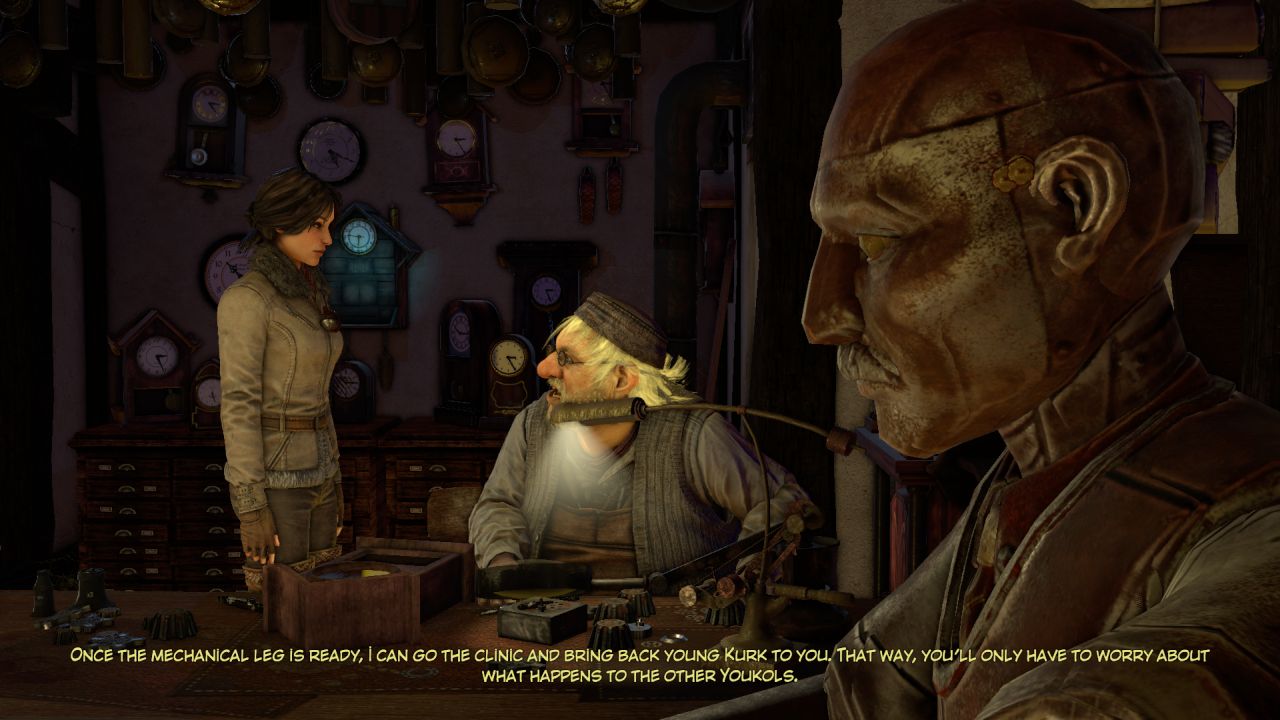 Once the mechanical leg is ready, I can go the clinic and bring back young Kurk to you. That way, you'll only have to worry about
what happens to the other Youkols.